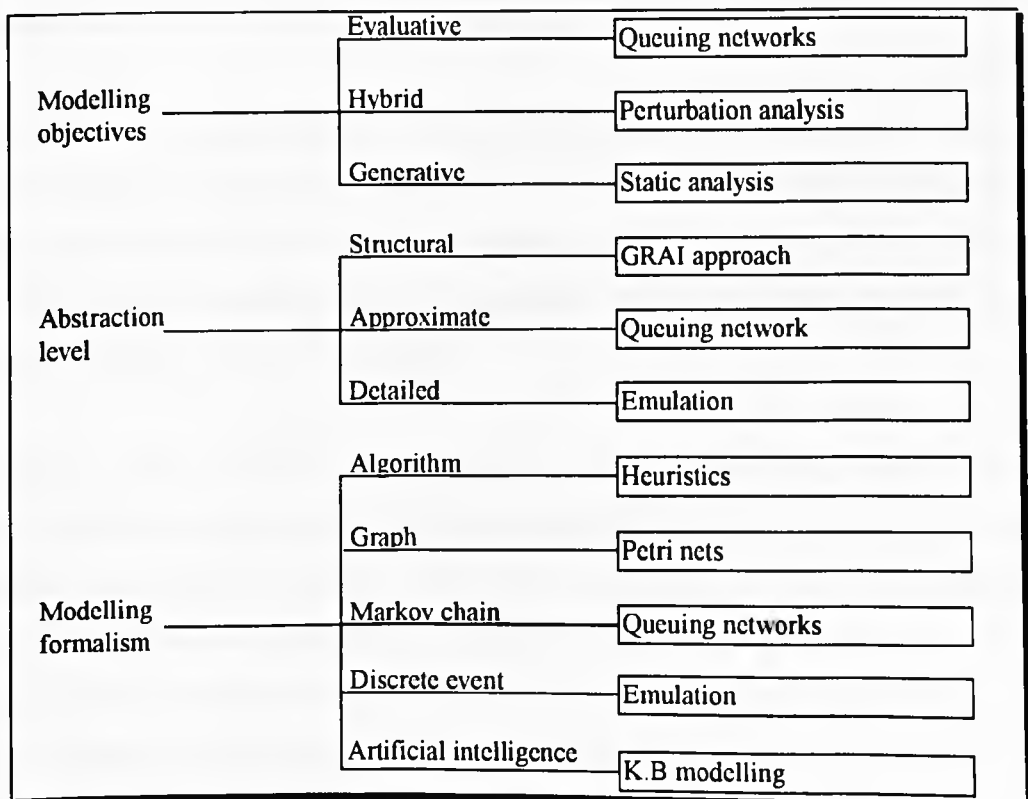 Evaluative
Queuing networks
Modelling
objectives
Hybrid
Perturbation analysis
Generative
Static analysis
Structural
GRAI approach
Abstraction
level
Approximate
Queuing network
Detailed
Emulation
Algorithm
Heuristics
Graph
Petri nets
Modelling
formalism
Markov chain
Queuing networks
Discrete event
Emulation
Artificial intelligence
K.B modelling